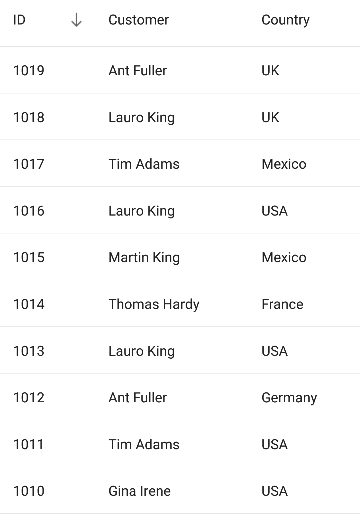 ID Customer Country
1019 Ant Fuller UK
1018 Lauro King UK
1017 Tim Adams Mexico
1016 Lauro King USA
1015 Martin King Mexico
1014 Thomas Hardy France
1013 Lauro King USA
1012 Ant Fuller Germany
1011 Tim Adams USA
1010 Gina Irene USA